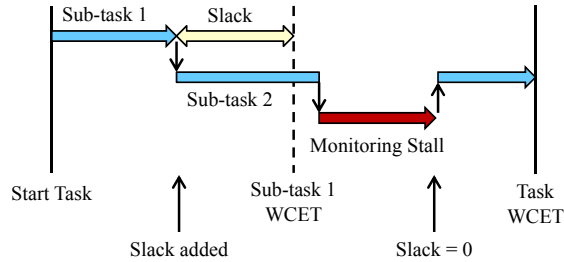 Sub-task 1
Slack
Sub-task 2
Monitoring Stall
Start Task
Sub-task 1
WCET
Task
WCET
Slack added
Slack = 0